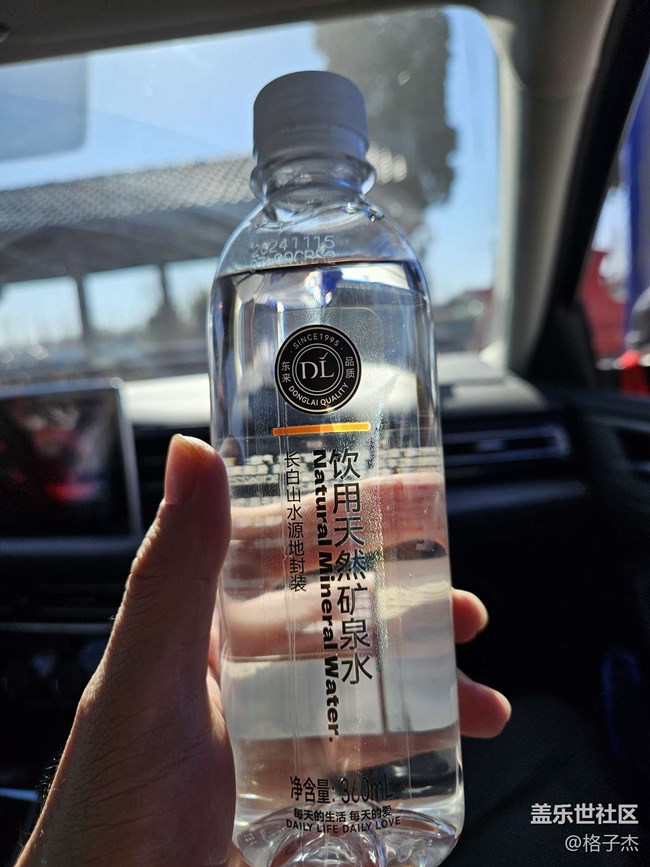 20241115
SINCE1995
东来
DL
品质
DONGLAI QUALITY
饮用天然矿泉水
Natural Mineral Water.
长白山水源地封装
净含量: 360mL
每天的生活 每天的爱
DAILY LIFE DAILY LOVE
盖乐世社区
@格子杰